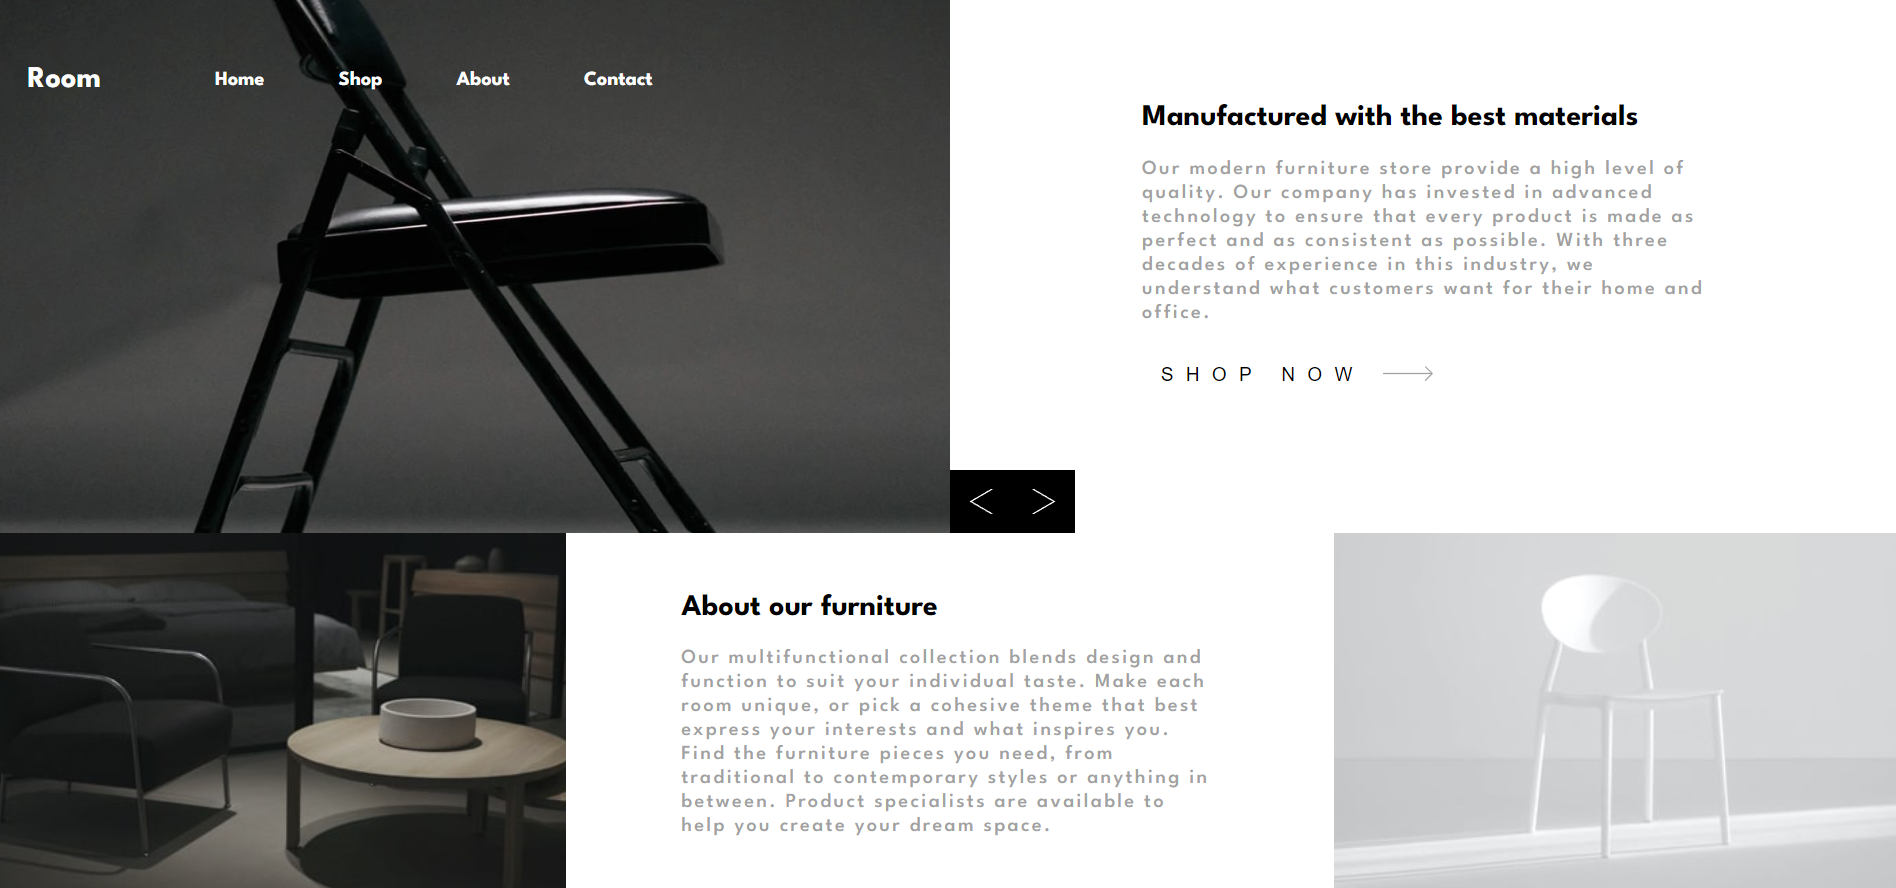 Room Home Shop About Contact
Manufactured with the best materials
Our modern furniture store provide a high level of
quality. Our company has invested in advanced
technology to ensure that every product is made as
perfect and as consistent as possible. With three
decades of experience in this industry, we
understand what customers want for their home and
office.
SHOP NOW
About our furniture
Our multifunctional collection blends design and
function to suit your individual taste. Make each
room unique, or pick a cohesive theme that best
express your interests and what inspires you.
Find the furniture pieces you need, from
traditional to contemporary styles or anything in
between. Product specialists are available to
help you create your dream space.